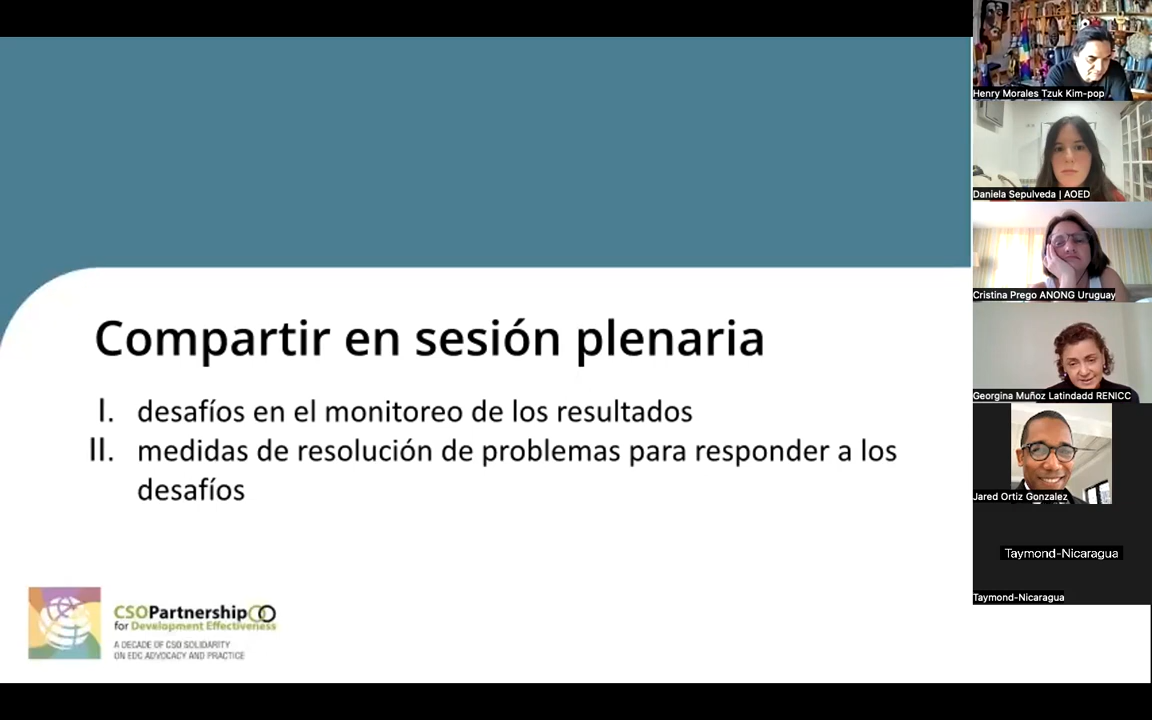 Compartir en sesión plenaria
I. desafíos en el monitoreo de los resultados
II. medidas de resolución de problemas para responder a los
desafíos
CSOPartnership
for Development Effectiveness
A DECADE OF CSO SOLIDARITY
ON EDC ADVOCACY AND PRACTICE
Henry Morales Tzuk Kim-pop
Daniela Sepulveda | AOED
Cristina Prego ANONG Uruguay
Georgina Muñoz Latindadd RENICC
Jared Ortiz Gonzalez
Taymond-Nicaragua
Taymond-Nicaragua